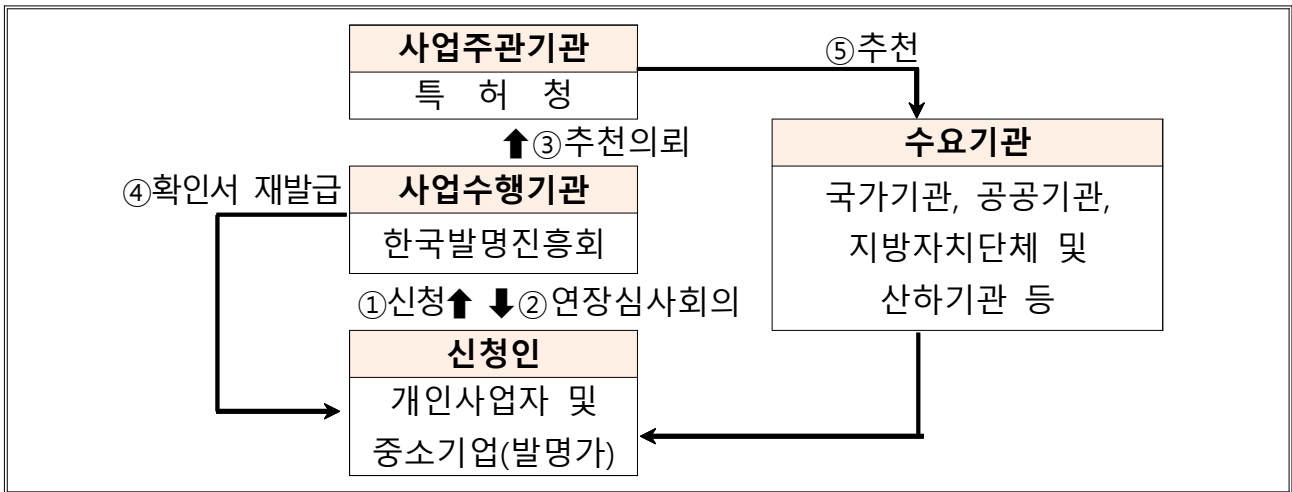 사업주관기관
특 허 청
⑤추천
⬆③추천의뢰
수요기관
국가기관, 공공기관,
지방자치단체 및
산하기관 등
④확인서 재발급
사업수행기관
한국발명진흥회
①신청⬆ ⬇②연장심사회의
신청인
개인사업자 및
중소기업(발명가)